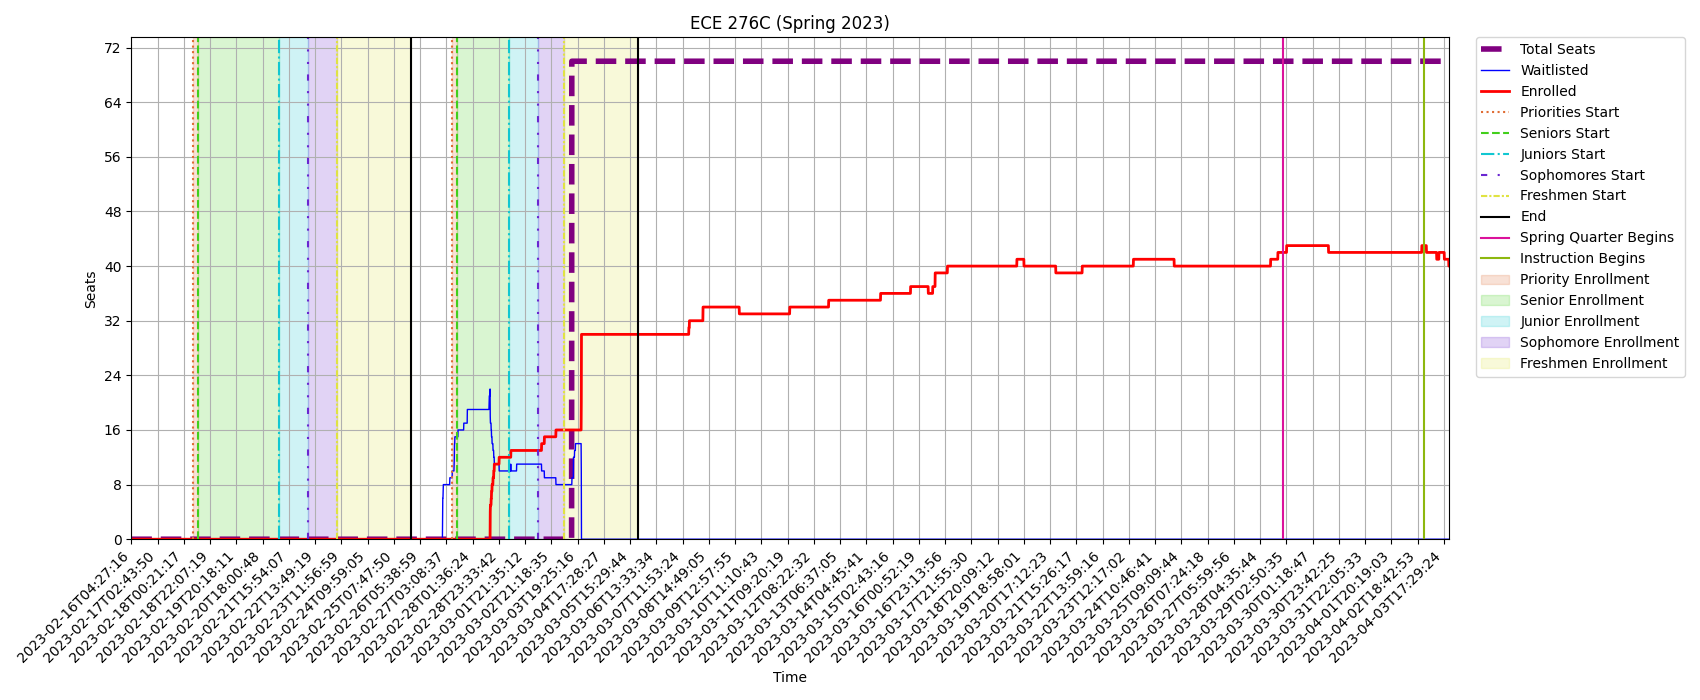 ECE 276C (Spring 2023)
72
64
56
48
40
32
24
16
8
0
Seats
2023-02-16T04:27:16
2023-02-17T02:43:50
2023-02-18T00:21:17
2023-02-18T22:07:19
2023-02-19T20:18:11
2023-02-20T18:00:48
2023-02-21T15:54:07
2023-02-22T13:49:19
2023-02-23T11:56:59
2023-02-24T09:59:05
2023-02-25T07:47:50
2023-02-26T05:38:59
2023-02-27T03:08:37
2023-02-28T01:36:24
2023-02-28T23:33:42
2023-03-01T21:35:12
2023-03-02T21:18:35
2023-03-03T19:25:16
2023-03-04T17:28:27
2023-03-05T15:29:44
2023-03-06T13:33:34
2023-03-07T11:53:24
2023-03-08T14:49:05
2023-03-09T12:57:55
2023-03-10T11:10:43
2023-03-11T09:20:19
2023-03-12T08:22:32
2023-03-13T06:37:05
2023-03-14T04:45:41
2023-03-15T02:43:16
2023-03-16T00:52:19
2023-03-16T23:13:56
2023-03-17T21:55:30
2023-03-18T20:09:12
2023-03-19T18:58:01
2023-03-20T17:12:23
2023-03-21T15:26:17
2023-03-22T13:59:16
2023-03-23T12:17:02
2023-03-24T10:46:41
2023-03-25T09:09:44
2023-03-26T07:24:18
2023-03-27T05:59:56
2023-03-28T04:35:44
2023-03-29T02:50:35
2023-03-30T01:18:47
2023-03-30T23:42:25
2023-03-31T22:05:33
2023-04-01T20:19:03
2023-04-02T18:42:53
2023-04-03T17:29:24
Time
Total Seats
Waitlisted
Enrolled
Priorities Start
Seniors Start
Juniors Start
Sophomores Start
Freshmen Start
End
Spring Quarter Begins
Instruction Begins
Priority Enrollment
Senior Enrollment
Junior Enrollment
Sophomore Enrollment
Freshmen Enrollment